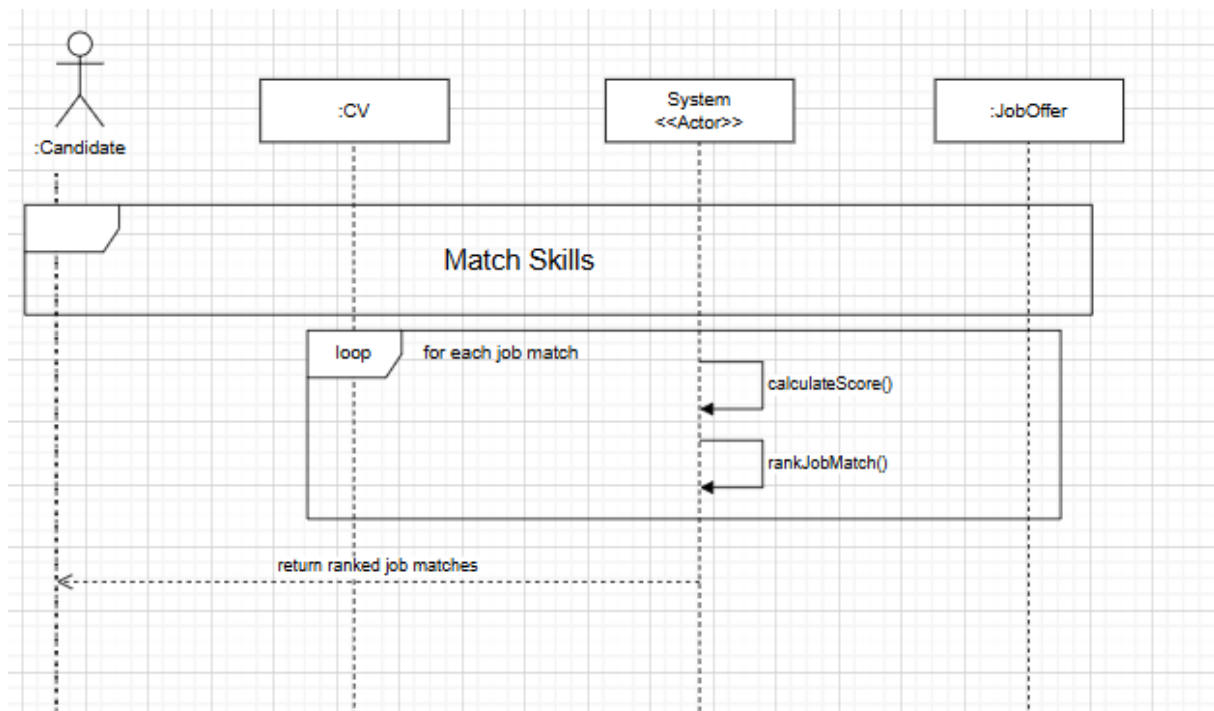 :Candidate
:CV
System
<<Actor>>
:JobOffer
Match Skills
loop
for each job match
calculateScore()
rankJobMatch()
return ranked job matches